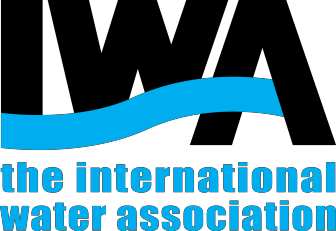 IWA
the international
water association